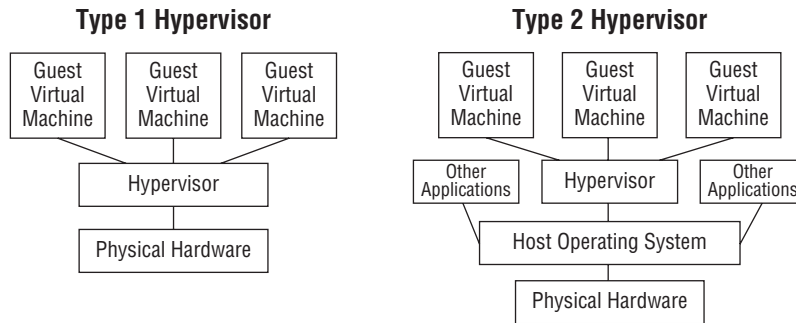 Type 1 Hypervisor
Guest
Virtual
Machine
Guest
Virtual
Machine
Guest
Virtual
Machine
Hypervisor
Physical Hardware
Type 2 Hypervisor
Guest
Virtual
Machine
Guest
Virtual
Machine
Guest
Virtual
Machine
Other
Applications
Hypervisor
Other
Applications
Host Operating System
Physical Hardware